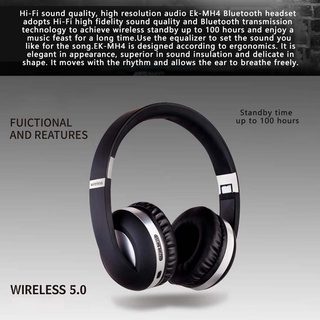 Hi-Fi sound quality, high resolution audio Ek-MH4 Bluetooth headset
adopts Hi-Fi high fidelity sound quality and Bluetooth transmission
technology to achieve wireless standby up to 100 hours and enjoy a
music feast for a long time.Use the equalizer to set the sound you
like for the song.EK-MH4 is designed according to ergonomics. It is
elegant in appearance, superior in sound insulation and delicate in
shape. It moves with the rhythm and allows the ear to breathe freely.
Standby time
up to 100 hours
FUICTIONAL
AND REATURES
WIRELESS 5.0